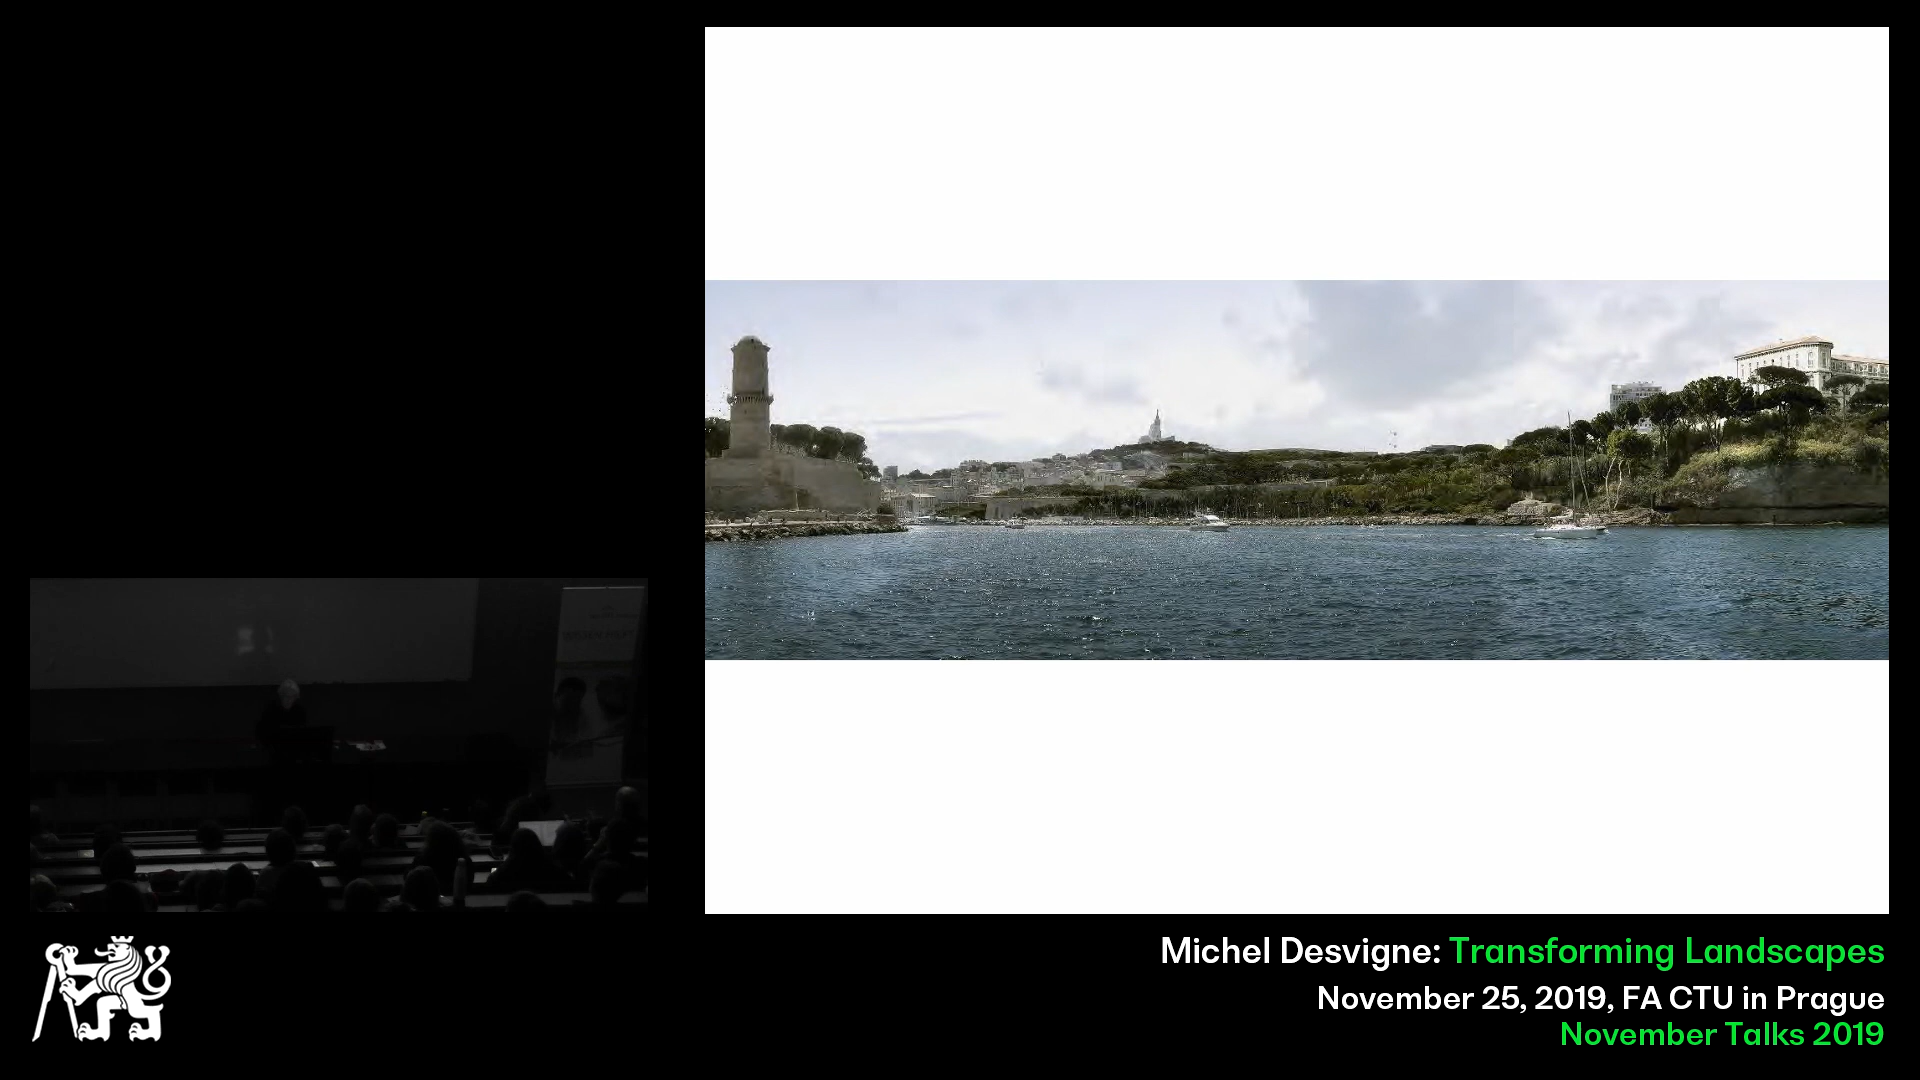 Michel Desvigne: Transforming Landscapes
November 25, 2019, FA CTU in Prague
November Talks 2019